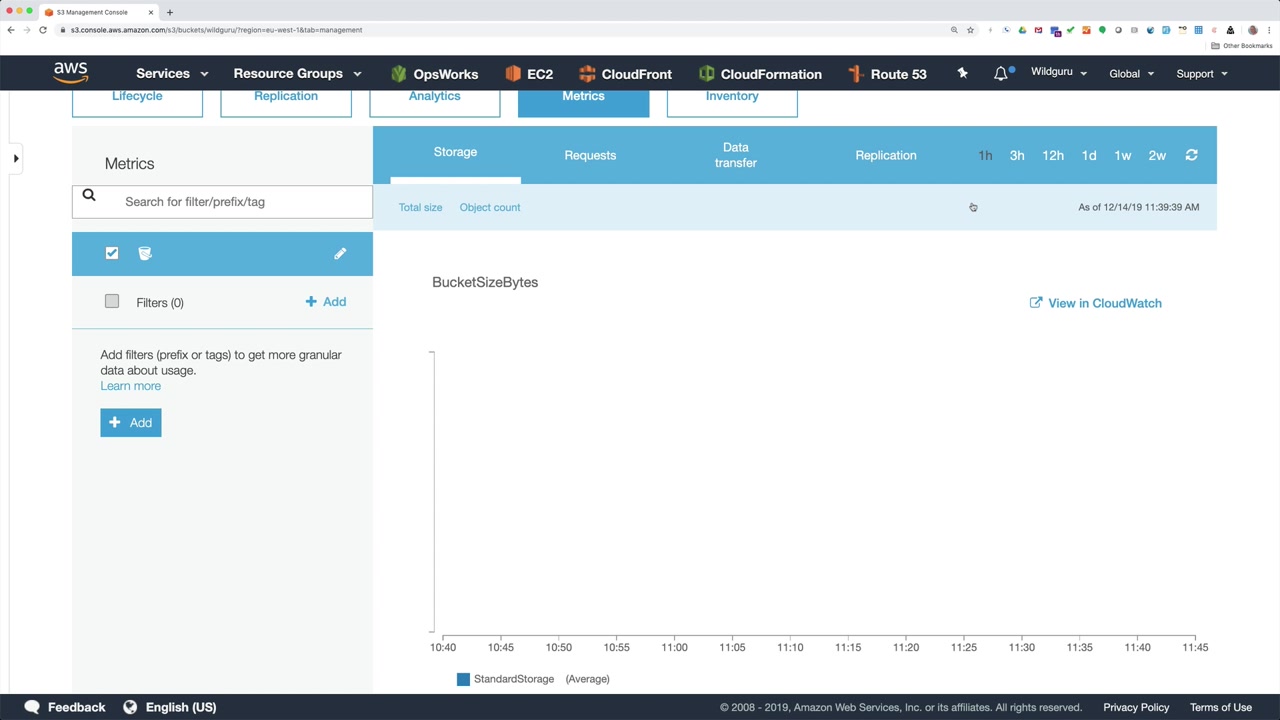 S3 Management Console
s3.console.aws.amazon.com/s3/buckets/wildguru/?region=eu-west-1&tab=management
Other Bookmarks
aws Services Resource Groups OpsWorks EC2 CloudFront CloudFormation Route 53 Wildguru Global Support
Lifecycle Replication Analytics Metrics Inventory
Metrics
Search for filter/prefix/tag
Filters (0)
+ Add
Add filters (prefix or tags) to get more granular
data about usage.
Learn more
+ Add
Storage Requests Data transfer Replication 1h 3h 12h 1d 1w 2w
Total size Object count As of 12/14/19 11:39:39 AM
BucketSizeBytes
View in CloudWatch
10:40 10:45 10:50 10:55 11:00 11:05 11:10 11:15 11:20 11:25 11:30 11:35 11:40 11:45
StandardStorage (Average)
Feedback English (US) © 2008 - 2019, Amazon Web Services, Inc. or its affiliates. All rights reserved. Privacy Policy Terms of Use